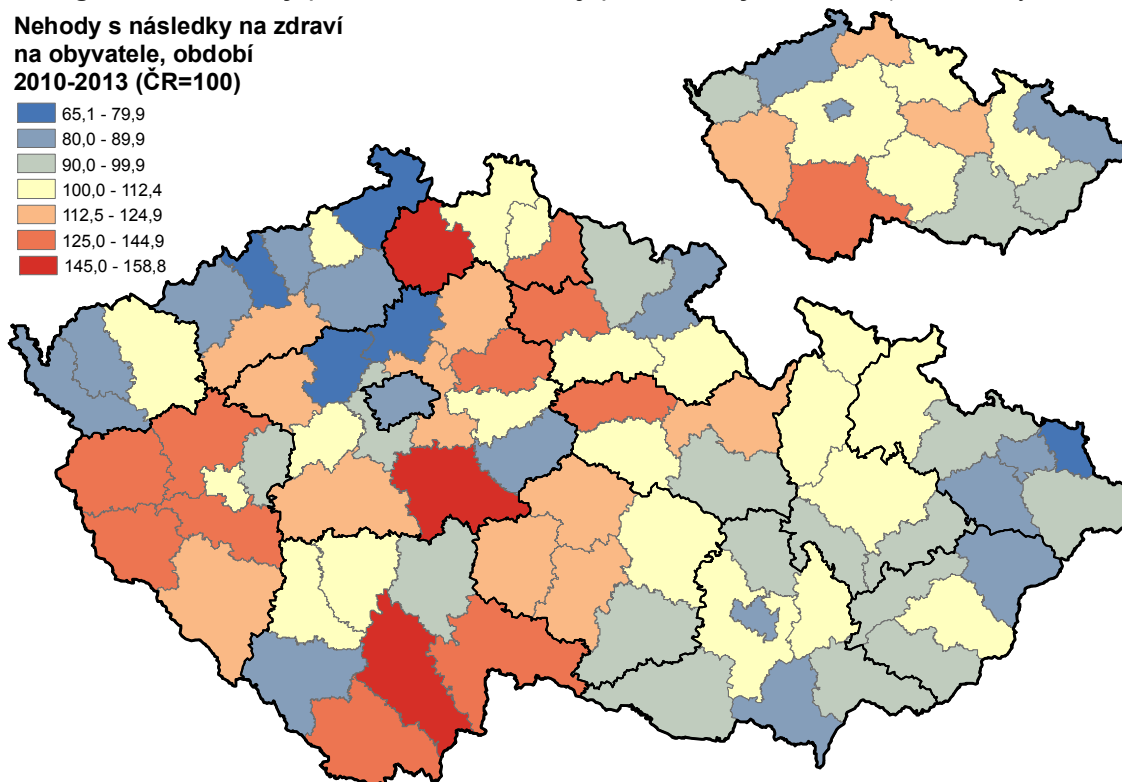 Nehody s následky na zdraví
na obyvatele, období
2010-2013 (ČR=100)
65,1 - 79,9
80,0 - 89,9
90,0 - 99,9
100,0 - 112,4
112,5 - 124,9
125,0 - 144,9
145,0 - 158,8